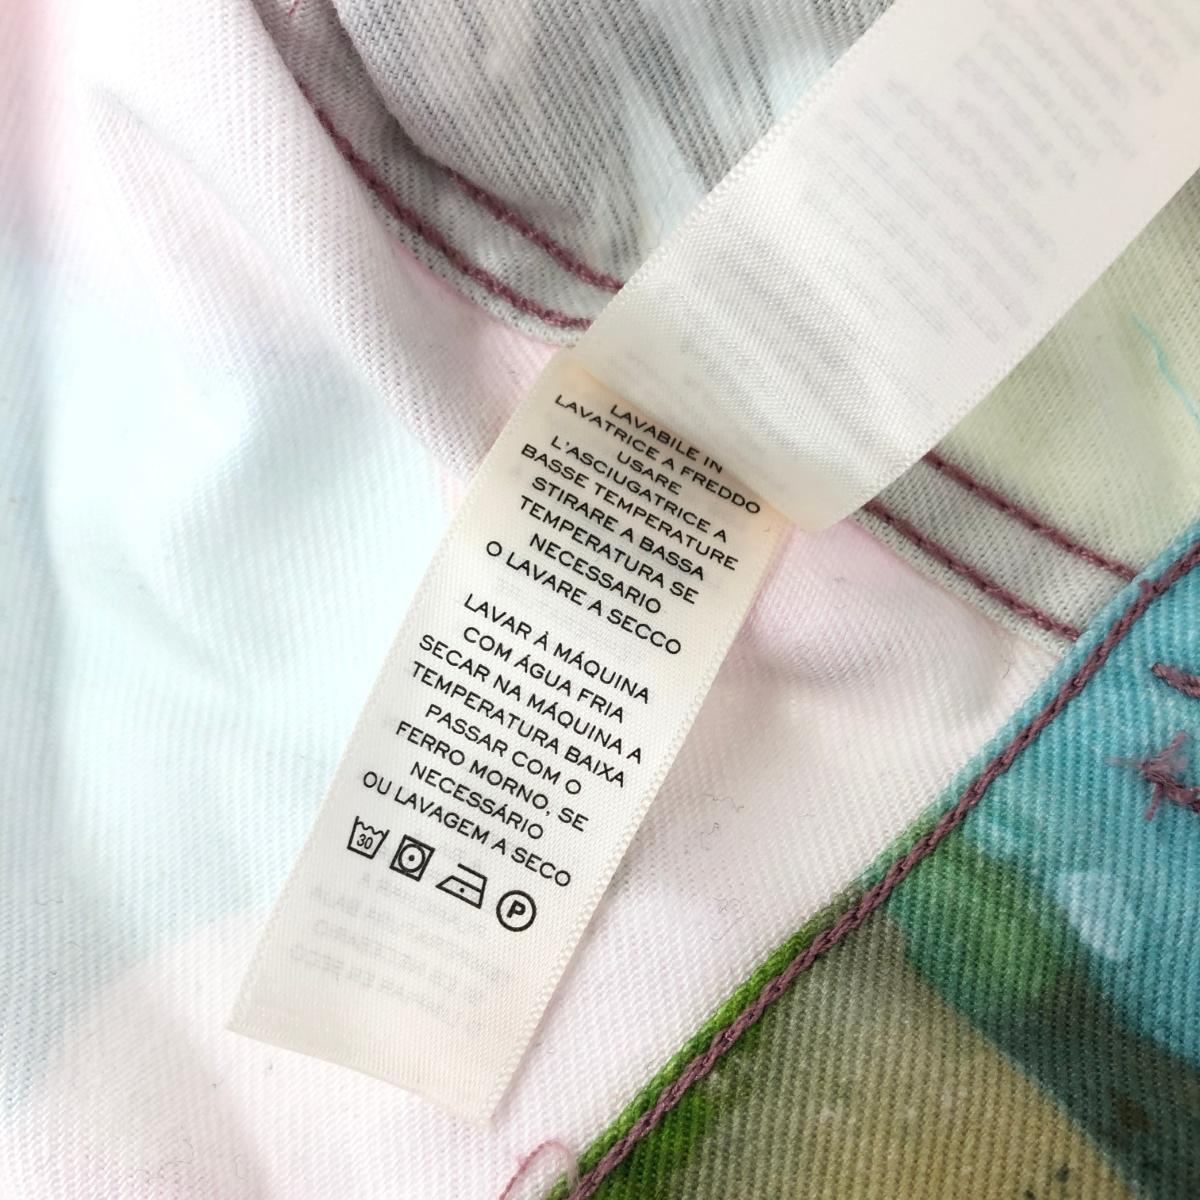 LAVABILE IN
LAVATRICE A FREDDO
USARE
L'ASCIUGATRICE A
BASSE TEMPERATURE
STIRARE A BASSA
TEMPERATURA SE
NECESSARIO
O LAVARE A SECCO
LAVAR Á MÁQUINA
COM ÁGUA FRIA
SECAR NA MÁQUINA A
TEMPERATURA BAIXA
PASSAR COM O
FERRO MORNO, SE
NECESSÁRIO
OU LAVAGEM A SECO
30 P